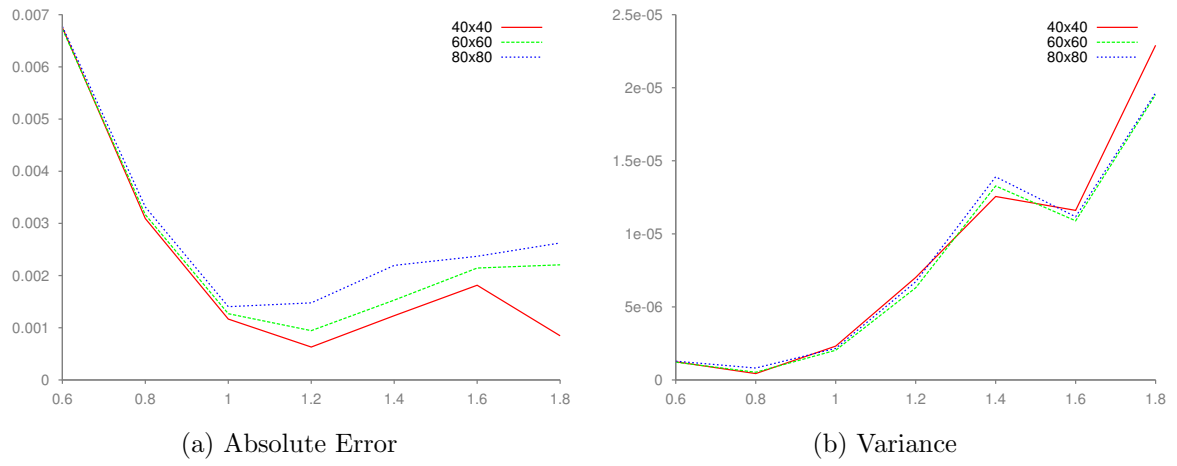 0.007
0.006
0.005
0.004
0.003
0.002
0.001
0
0.6 0.8 1 1.2 1.4 1.6 1.8
40x40
60x60
80x80
(a) Absolute Error
2.5e-05
2e-05
1.5e-05
1e-05
5e-06
0
0.6 0.8 1 1.2 1.4 1.6 1.8
40x40
60x60
80x80
(b) Variance